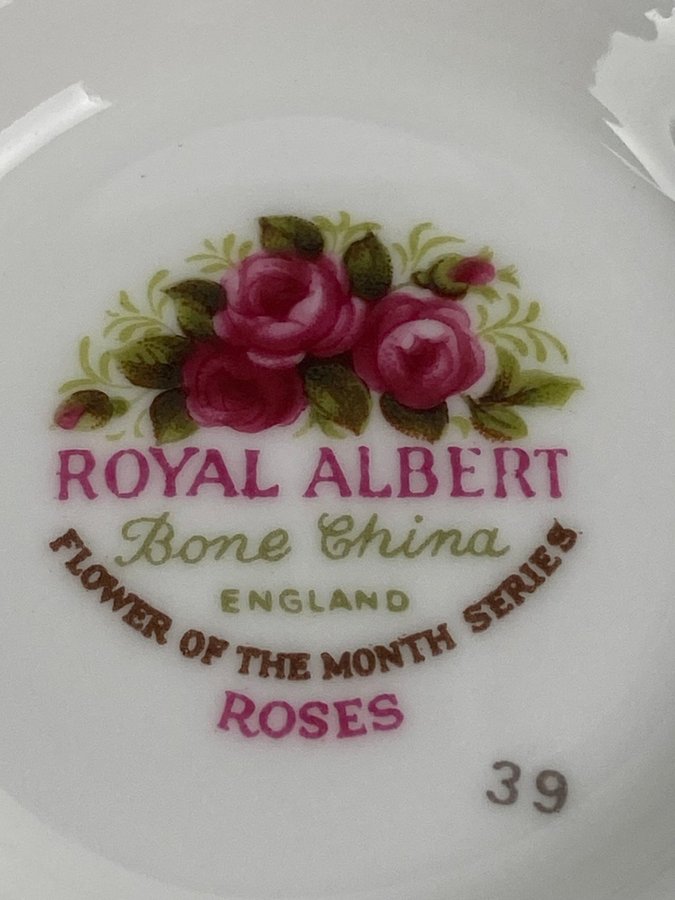 ROYAL ALBERT
Bone China
ENGLAND
FLOWER OF THE MONTH SERIES
ROSES
39